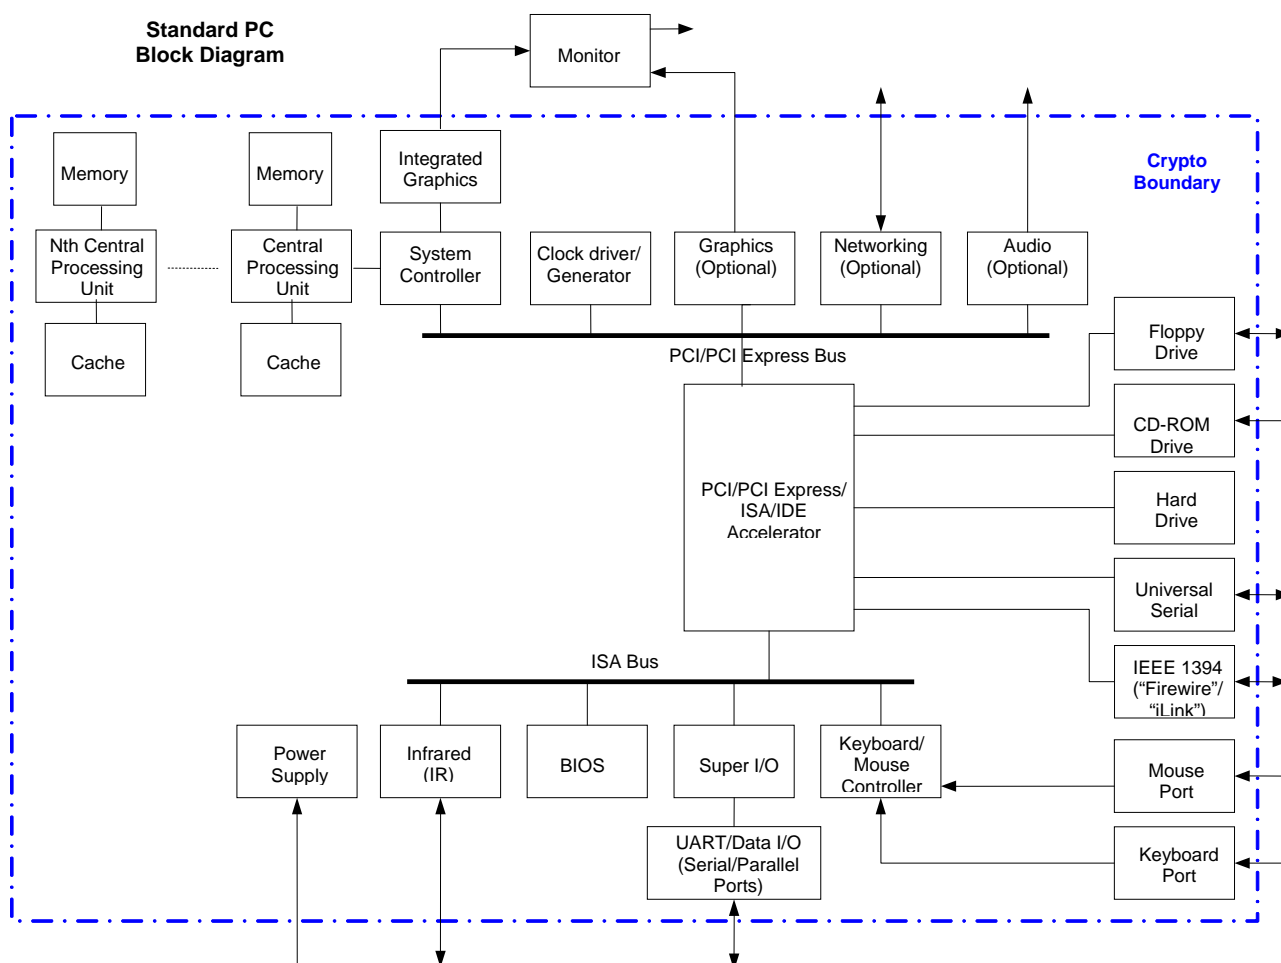 Standard PC
Block Diagram
Monitor
Memory
Memory
Integrated
Graphics
Crypto
Boundary
Nth Central
Processing
Unit
Central
Processing
Unit
System
Controller
Clock driver/
Generator
Graphics
(Optional)
Networking
(Optional)
Audio
(Optional)
Cache
Cache
PCI/PCI Express Bus
Floppy
Drive
CD-ROM
Drive
PCI/PCI Express/
ISA/IDE
Accelerator
Hard
Drive
Universal
Serial
ISA Bus
IEEE 1394
(“Firewire”/
“iLink”)
Power
Supply
Infrared
(IR)
BIOS
Super I/O
Keyboard/
Mouse
Controller
Mouse
Port
UART/Data I/O
(Serial/Parallel
Ports)
Keyboard
Port